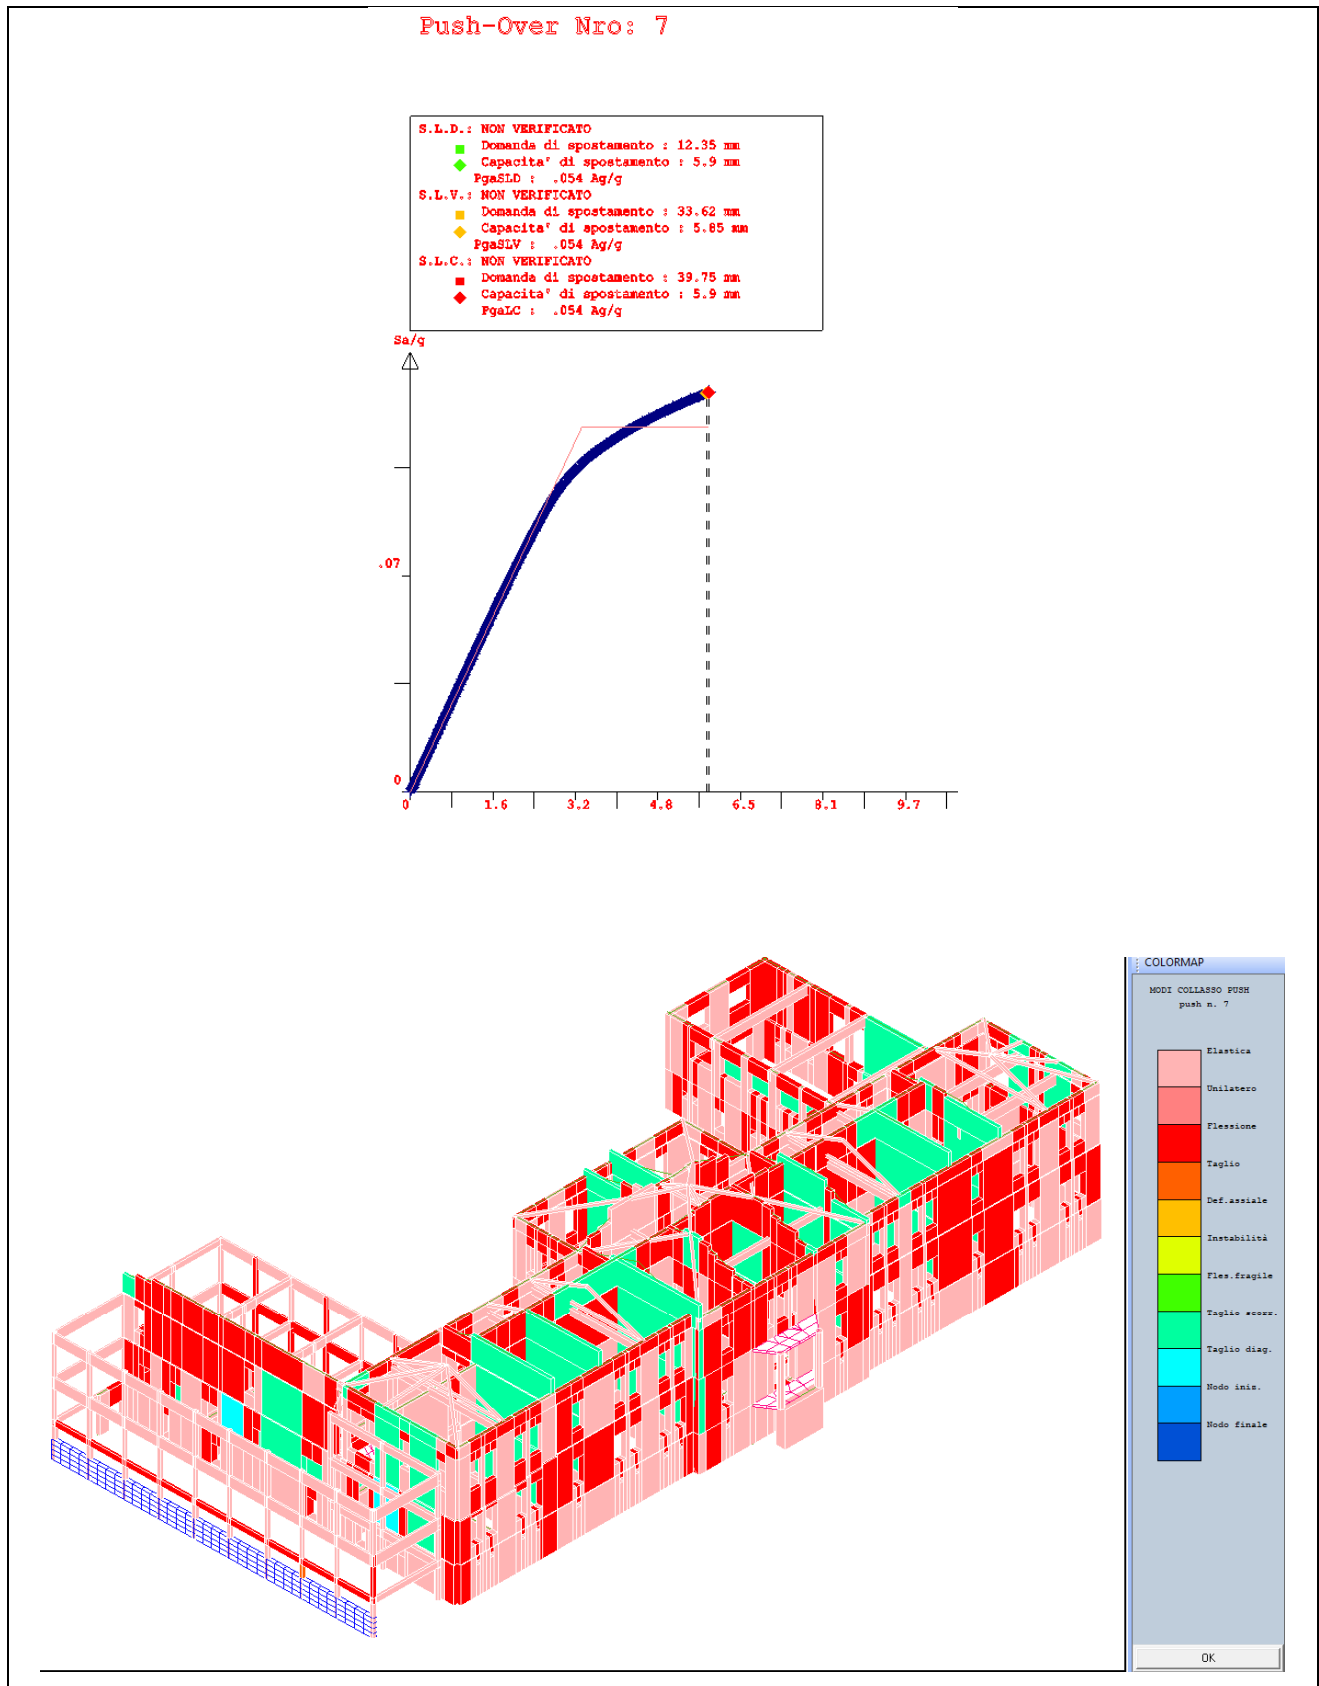 Push-Over Nro: 7
S.L.D.: NON VERIFICATO
Domanda di spostamento : 12.35 mm
Capacita' di spostamento : 5.9 mm
PgaSLD : .054 Ag/g
S.L.V.: NON VERIFICATO
Domanda di spostamento : 33.62 mm
Capacita' di spostamento : 5.85 mm
PgaSLV : .054 Ag/g
S.L.C.: NON VERIFICATO
Domanda di spostamento : 39.75 mm
Capacita' di spostamento : 5.9 mm
PgaLC : .054 Ag/g
Sa/g
.07
0
0 1.6 3.2 4.8 6.5 8.1 9.7
COLORMAP
MODI COLLASSO PUSH
push n. 7
Elastica
Unilatero
Flessione
Taglio
Def.assiale
Instabilità
Fles.fragile
Taglio scorr.
Taglio diag.
Nodo iniz.
Nodo finale
OK